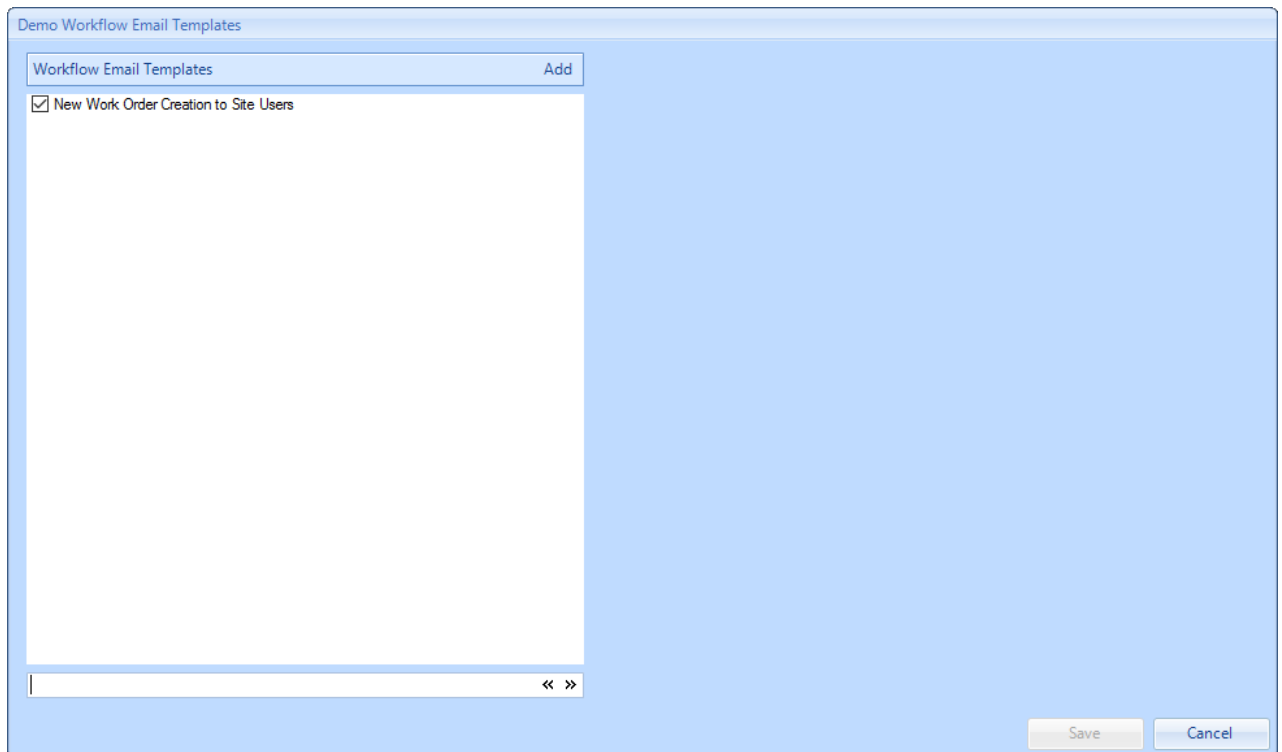 Demo Workflow Email Templates
Workflow Email Templates Add
New Work Order Creation to Site Users
« »
Save Cancel